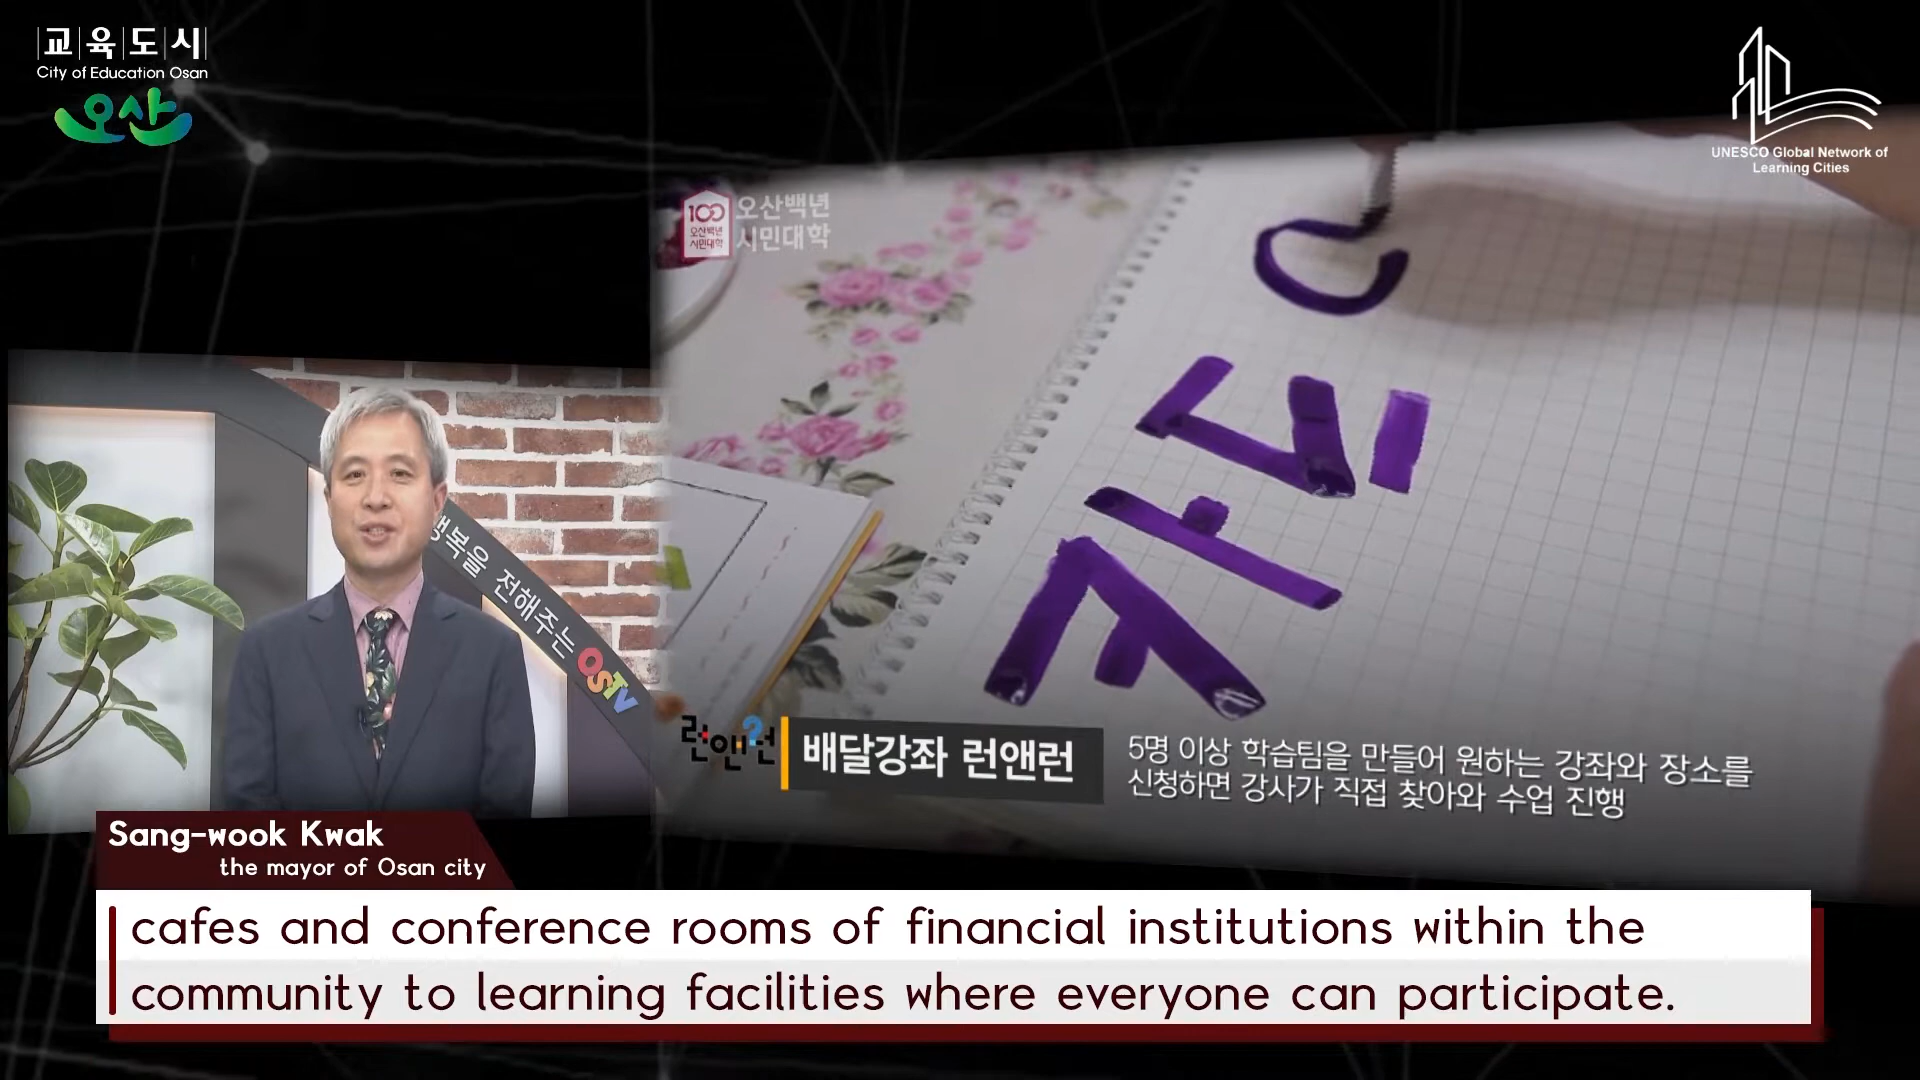 교육도시
City of Education Osan
오산
UNESCO Global Network of
Learning Cities
100
오산백년
시민대학
오산백년
시민대학
행복을 전해주는 OSTV
런앤런
배달강좌 런앤런
5명 이상 학습팀을 만들어 원하는 강좌와 장소를
신청하면 강사가 직접 찾아와 수업 진행
Sang-wook Kwak
the mayor of Osan city
cafes and conference rooms of financial institutions within the
community to learning facilities where everyone can participate.